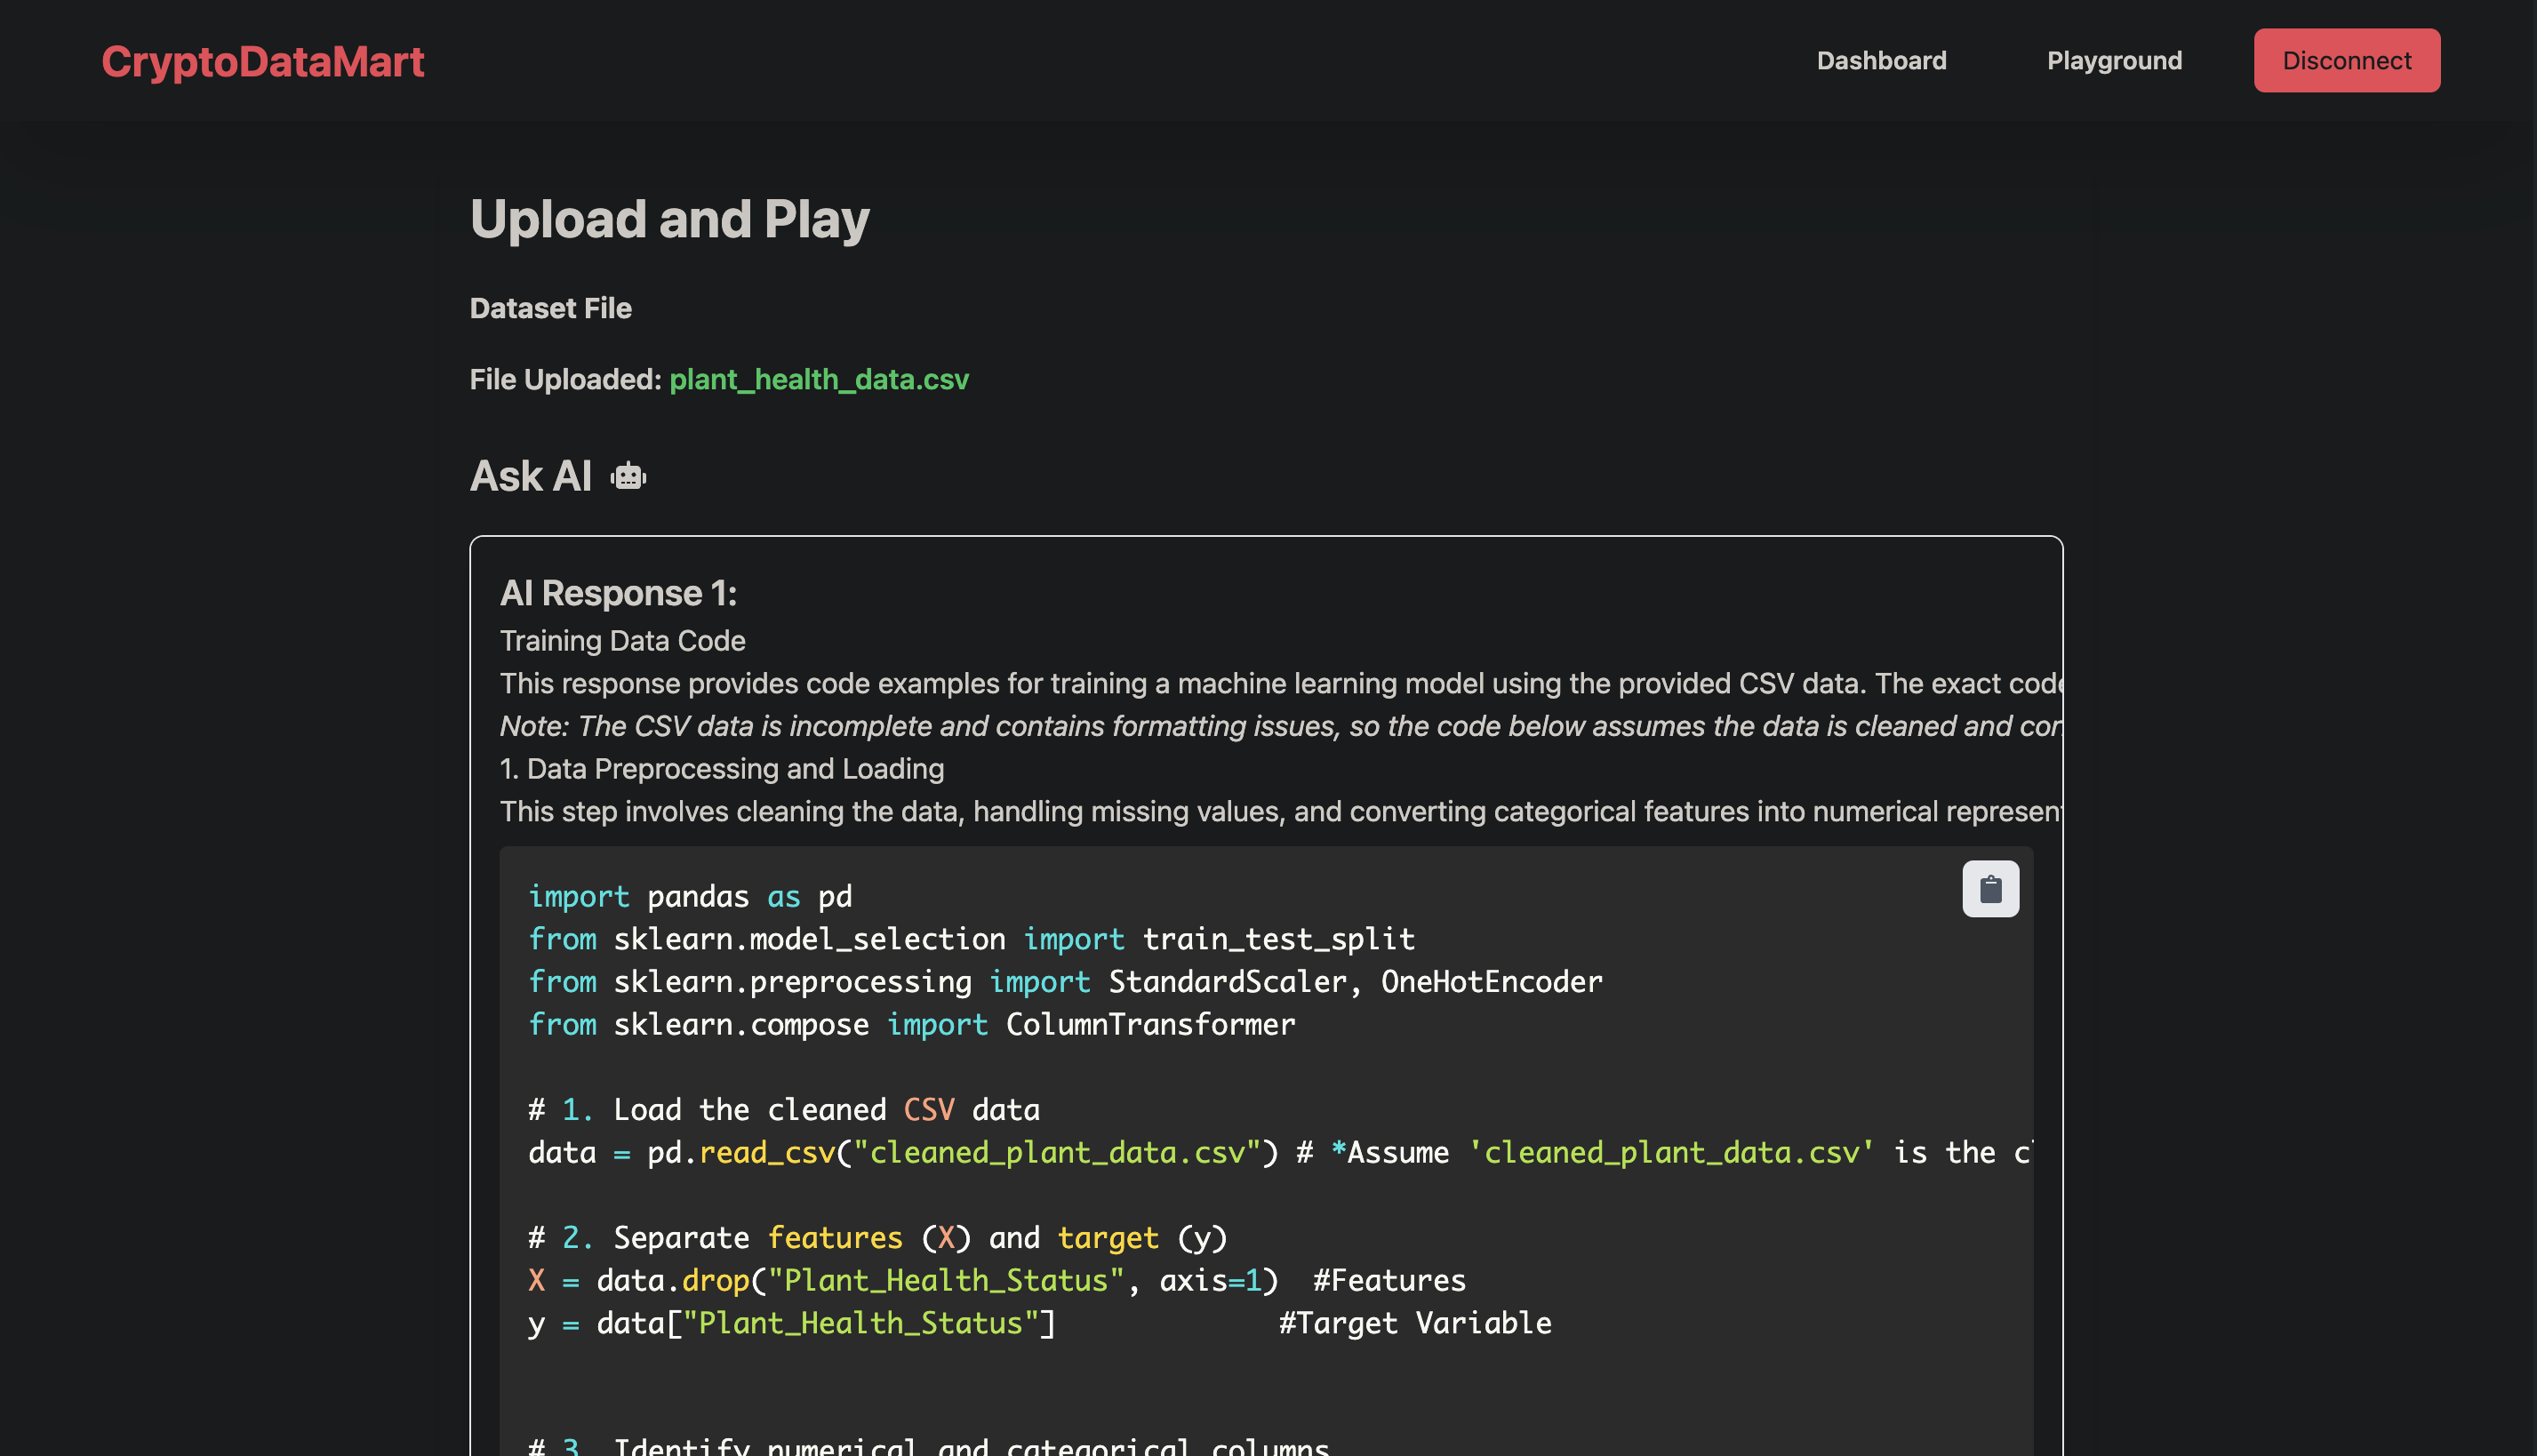 CryptoDataMart
Dashboard
Playground
Disconnect
Upload and Play
Dataset File
File Uploaded: plant_health_data.csv
Ask AI
AI Response 1:
Training Data Code
This response provides code examples for training a machine learning model using the provided CSV data. The exact code
Note: The CSV data is incomplete and contains formatting issues, so the code below assumes the data is cleaned and
1. Data Preprocessing and Loading
This step involves cleaning the data, handling missing values, and converting categorical features into numerical
import pandas as pd
from sklearn.model_selection import train_test_split
from sklearn.preprocessing import StandardScaler, OneHotEncoder
from sklearn.compose import ColumnTransformer
# 1. Load the cleaned CSV data
data = pd.read_csv("cleaned_plant_data.csv") # *Assume 'cleaned_plant_data.csv' is the
# 2. Separate features (X) and target (y)
X = data.drop("Plant_Health_Status", axis=1)  #Features
y = data["Plant_Health_Status"]             #Target Variable
# 3. Identify numerical and categorical columns